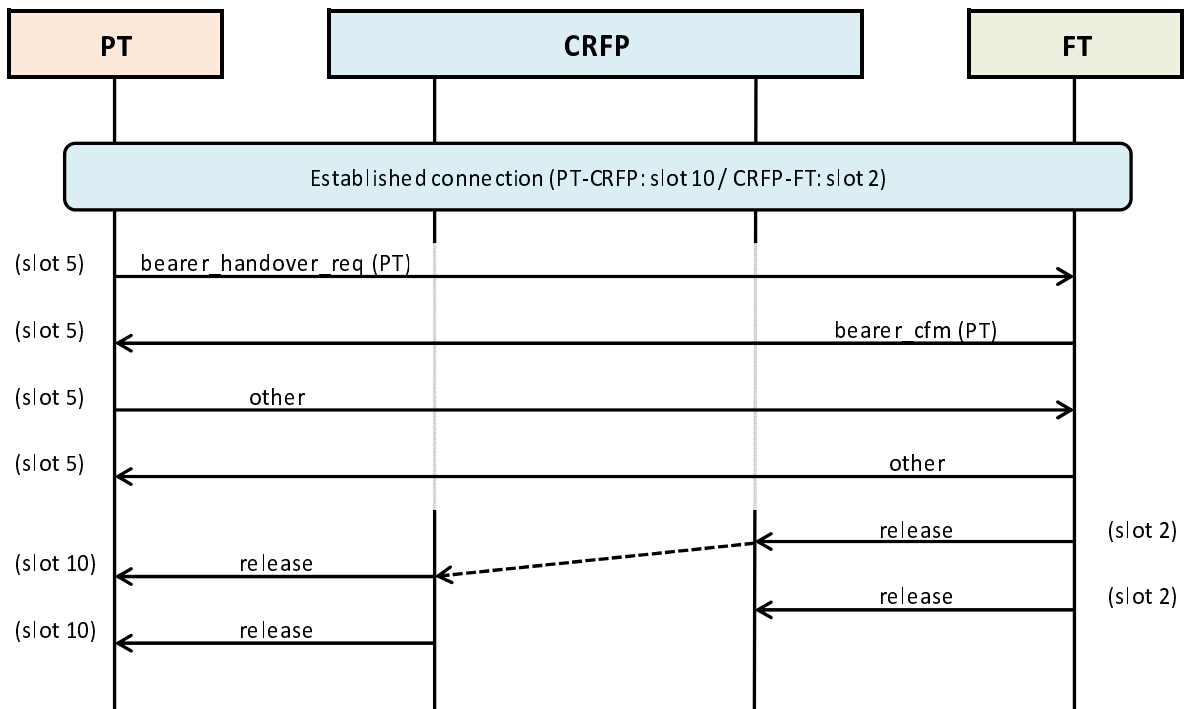 PT
CRFP
FT
Established connection (PT-CRFP: slot 10 / CRFP-FT: slot 2)
(slot 5)
bearer_handover_req (PT)
(slot 5)
bearer_cfm (PT)
(slot 5)
other
(slot 5)
other
release
(slot 2)
(slot 10)
release
release
(slot 2)
(slot 10)
release